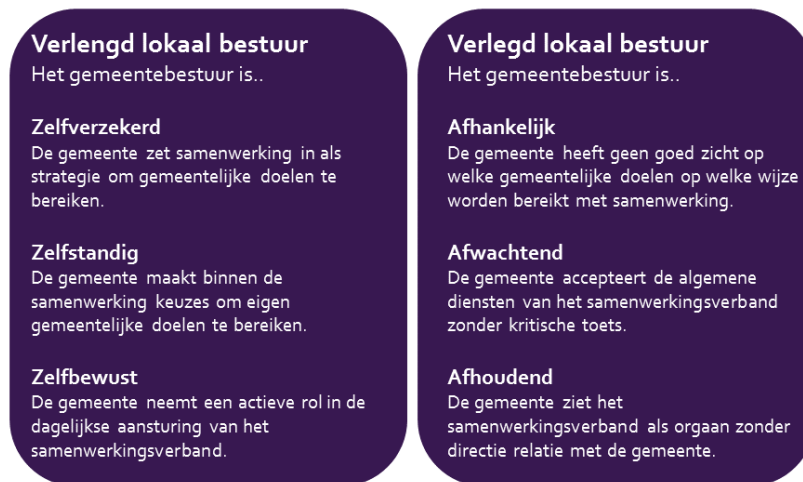 Verlengd lokaal bestuur
Het gemeentebestuur is..
Zelfverzekerd
De gemeente zet samenwerking in als
strategie om gemeentelijke doelen te
bereiken.
Zelfstandig
De gemeente maakt binnen de
samenwerking keuzes om eigen
gemeentelijke doelen te bereiken.
Zelfbewust
De gemeente neemt een actieve rol in de
dagelijkse aansturing van het
samenwerkingsverband.
Verlegd lokaal bestuur
Het gemeentebestuur is..
Afhankelijk
De gemeente heeft geen goed zicht op
welke gemeentelijke doelen op welke wijze
worden bereikt met samenwerking.
Afwachtend
De gemeente accepteert de algemene
diensten van het samenwerkingsverband
zonder kritische toets.
Afhoudend
De gemeente ziet het
samenwerkingsverband als orgaan zonder
directie relatie met de gemeente.